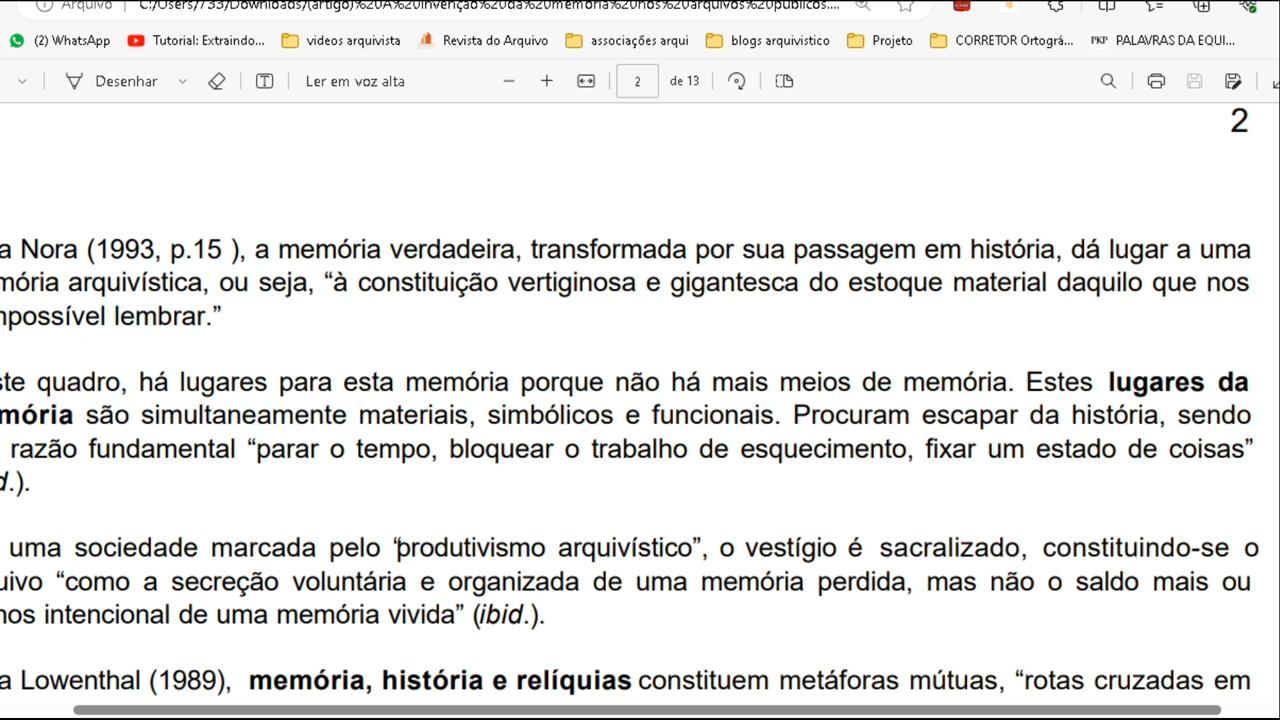 Arquivo C:/Users/733/Downloads/(artigo)%20A%20invenção%20da%20memória%20nos%20arquivos%20públicos....
(2) WhatsApp Tutorial: Extraindo... videos arquivista Revista do Arquivo associações arqui blogs arquivistico Projeto CORRETOR Ortográ... PKP PALAVRAS DA EQUI...
Desenhar Ler em voz alta 2 de 13
2
a Nora (1993, p.15 ), a memória verdadeira, transformada por sua passagem em história, dá lugar a uma
mória arquivística, ou seja, “à constituição vertiginosa e gigantesca do estoque material daquilo que nos
mpossível lembrar.”
ste quadro, há lugares para esta memória porque não há mais meios de memória. Estes lugares da
mória são simultaneamente materiais, simbólicos e funcionais. Procuram escapar da história, sendo
razão fundamental “parar o tempo, bloquear o trabalho de esquecimento, fixar um estado de coisas”
d.).
uma sociedade marcada pelo “produtivismo arquivístico”, o vestígio é sacralizado, constituindo-se o
uivo “como a secreção voluntária e organizada de uma memória perdida, mas não o saldo mais ou
nos intencional de uma memória vivida” (ibid.).
a Lowenthal (1989), memória, história e relíquias constituem metáforas mútuas, “rotas cruzadas em